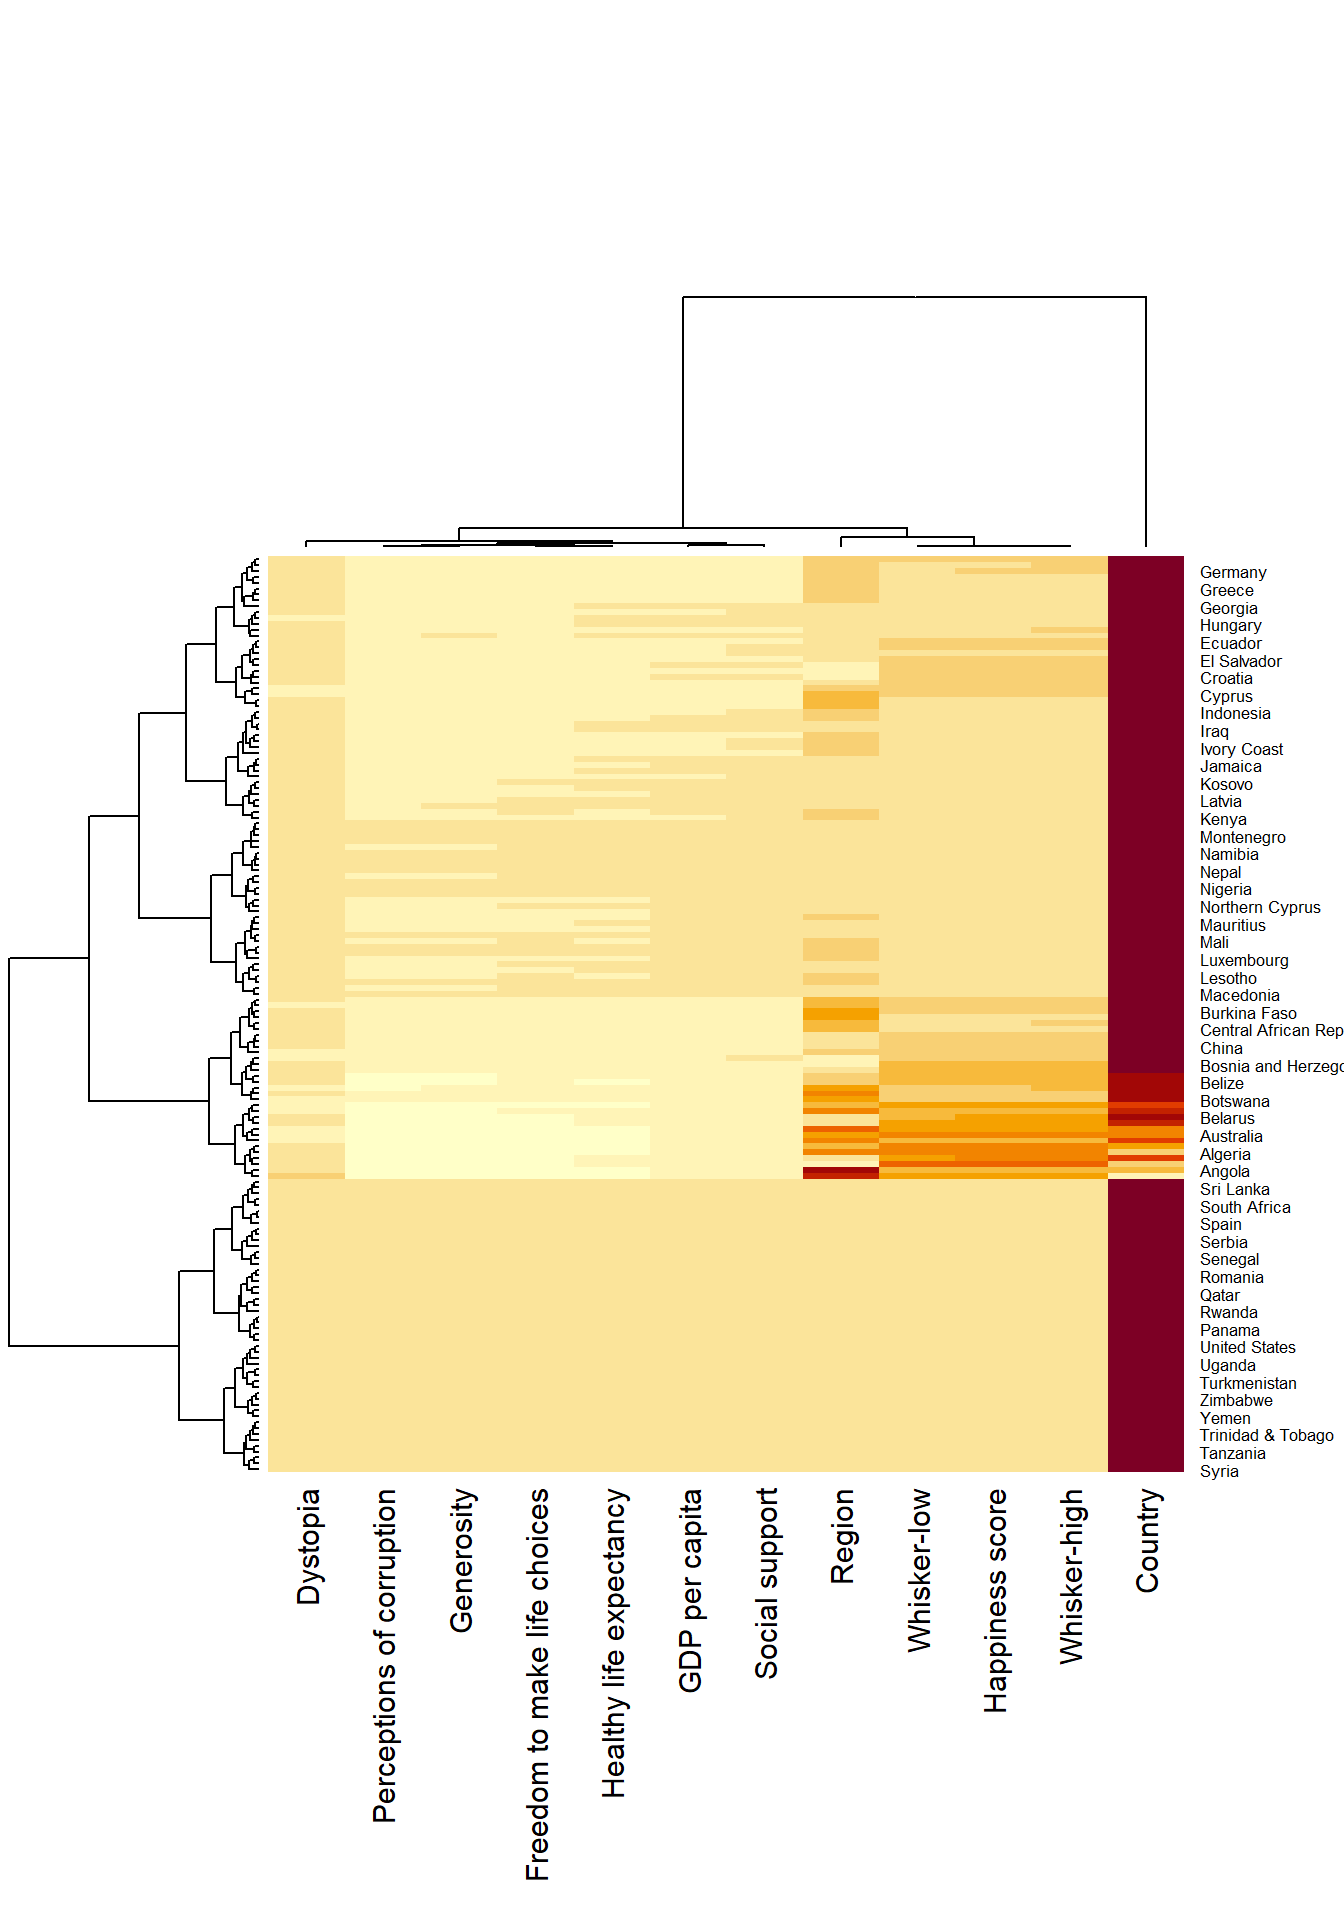 Germany
Greece
Georgia
Hungary
Ecuador
El Salvador
Croatia
Cyprus
Indonesia
Iraq
Ivory Coast
Jamaica
Kosovo
Latvia
Kenya
Montenegro
Namibia
Nepal
Nigeria
Northern Cyprus
Mauritius
Mali
Luxembourg
Lesotho
Macedonia
Burkina Faso
Central African Rep
China
Bosnia and Herzego
Belize
Botswana
Belarus
Australia
Algeria
Angola
Sri Lanka
South Africa
Spain
Serbia
Senegal
Romania
Qatar
Rwanda
Panama
United States
Uganda
Turkmenistan
Zimbabwe
Yemen
Trinidad & Tobago
Tanzania
Syria
Dystopia
Perceptions of corruption
Generosity
Freedom to make life choices
Healthy life expectancy
GDP per capita
Social support
Region
Whisker-low
Happiness score
Whisker-high
Country